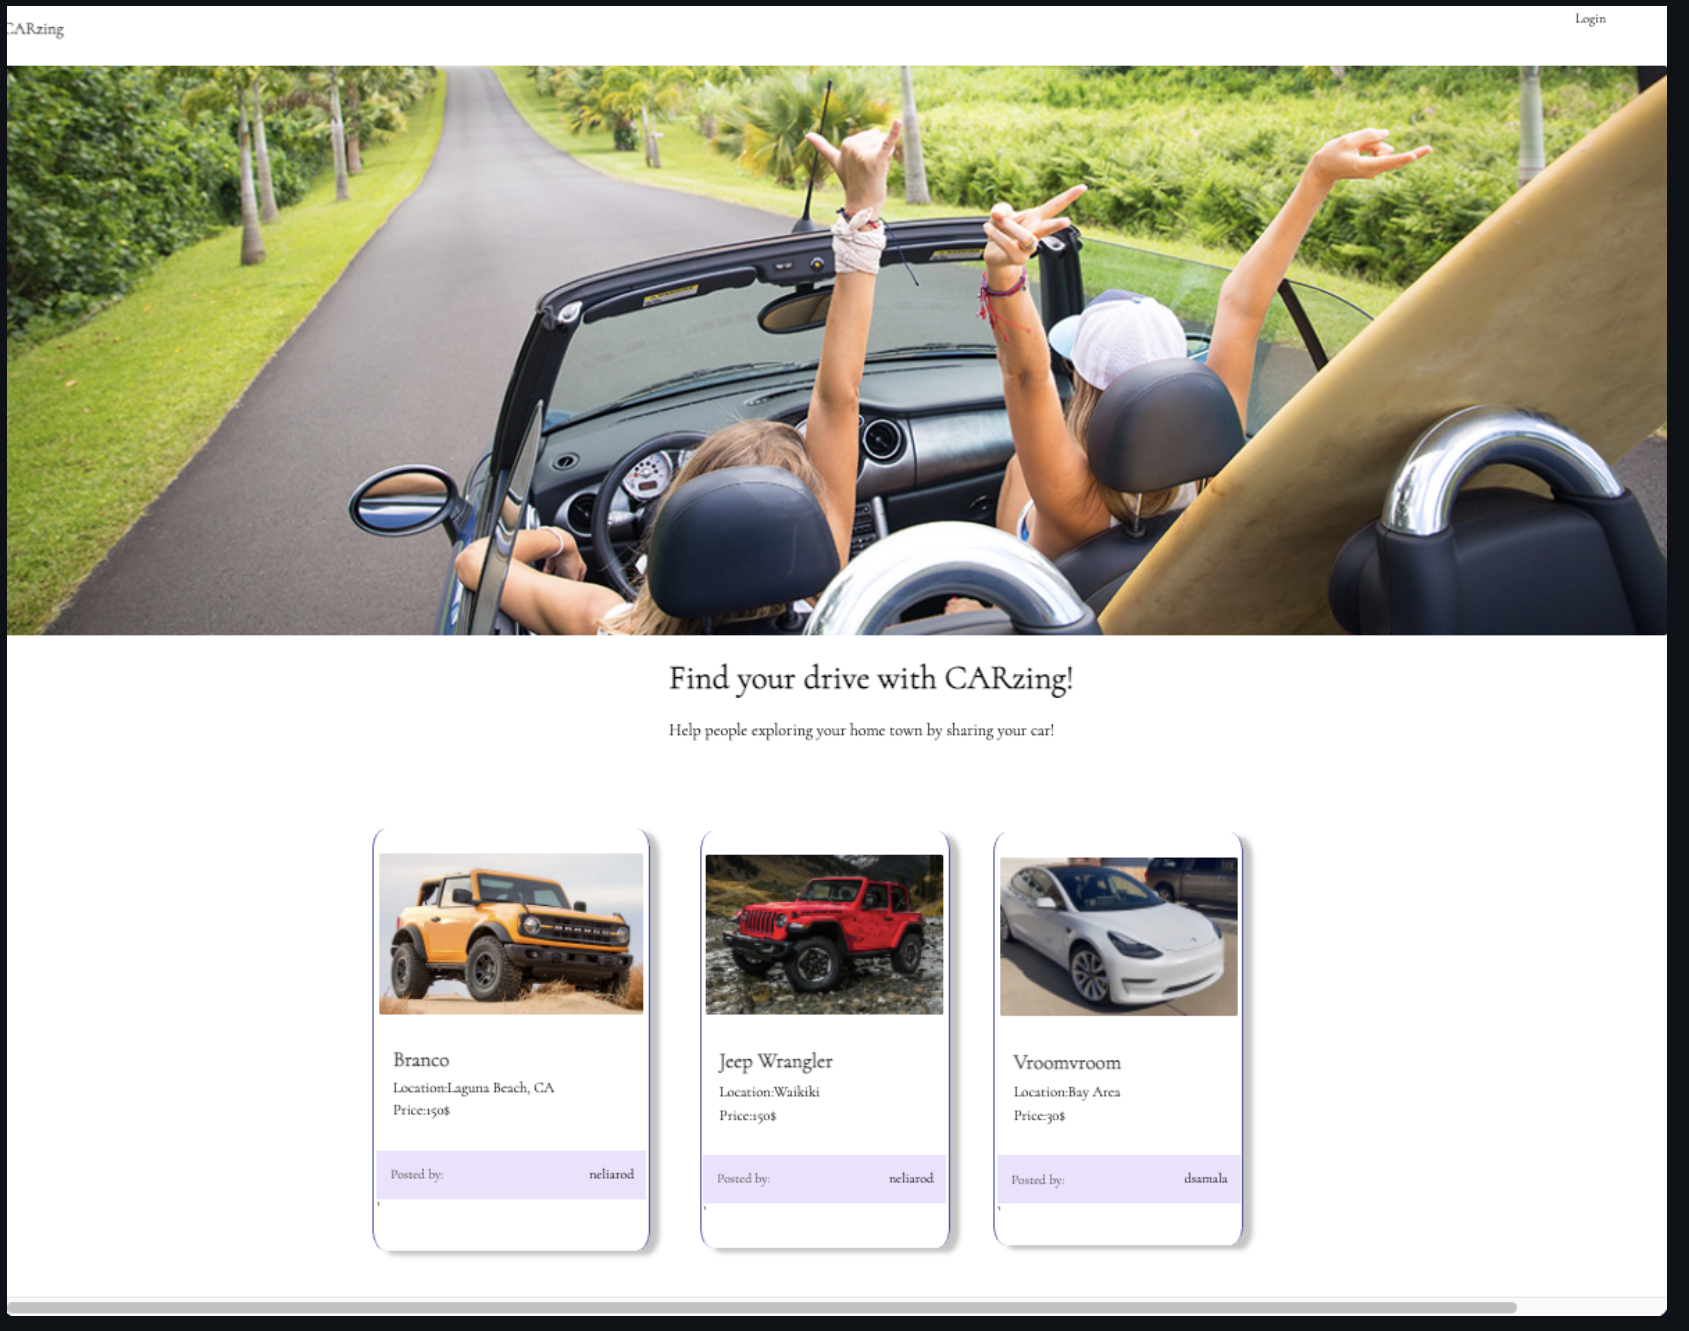 CARzing
Login
Find your drive with CARzing!
Help people exploring your home town by sharing your car!
Branco
Location:Laguna Beach, CA
Price:150$
Posted by: neliarod
'
Jeep Wrangler
Location:Waikiki
Price:150$
Posted by: neliarod
'
Vroomvroom
Location:Bay Area
Price:30$
Posted by: dsamala
'